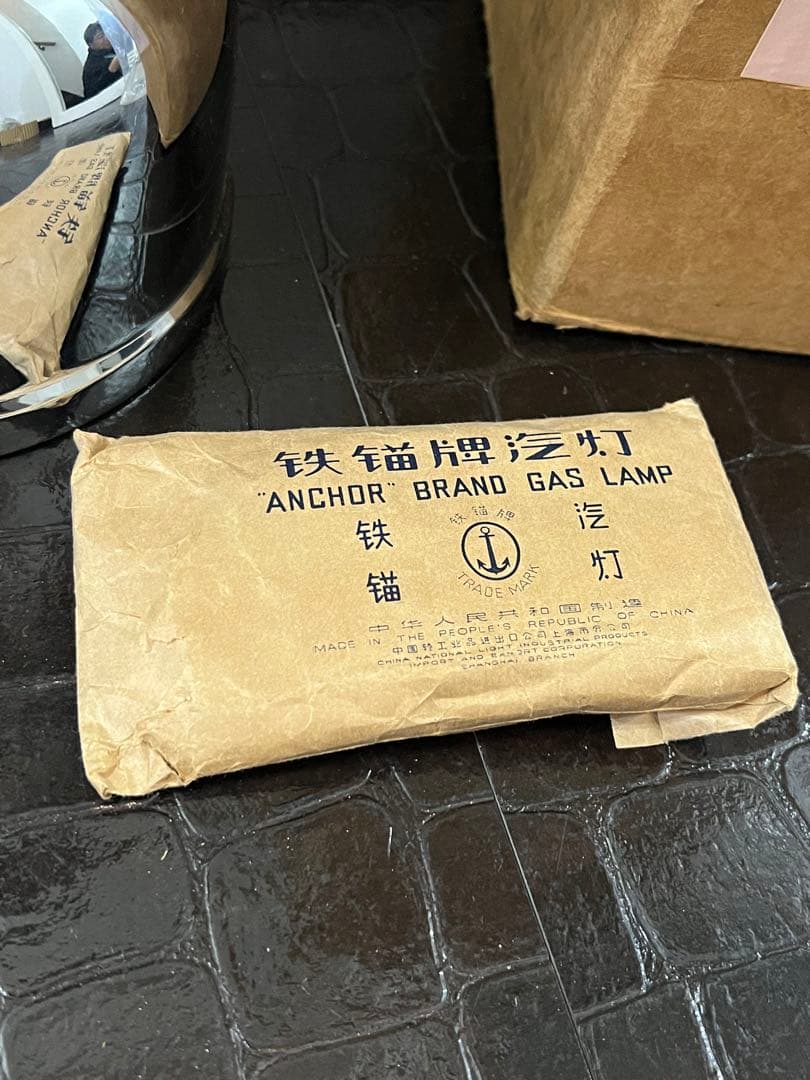 铁锚牌汽灯
"ANCHOR" BRAND GAS LAMP
铁锚
铁锚牌
TRADE MARK
汽灯
中华人民共和国制造
MADE IN THE PEOPLE'S REPUBLIC OF CHINA
中国轻工业品进出口公司上海市分公司
CHINA NATIONAL LIGHT INDUSTRIAL PRODUCTS
IMPORT AND EXPORT CORPORATION
SHANGHAI BRANCH